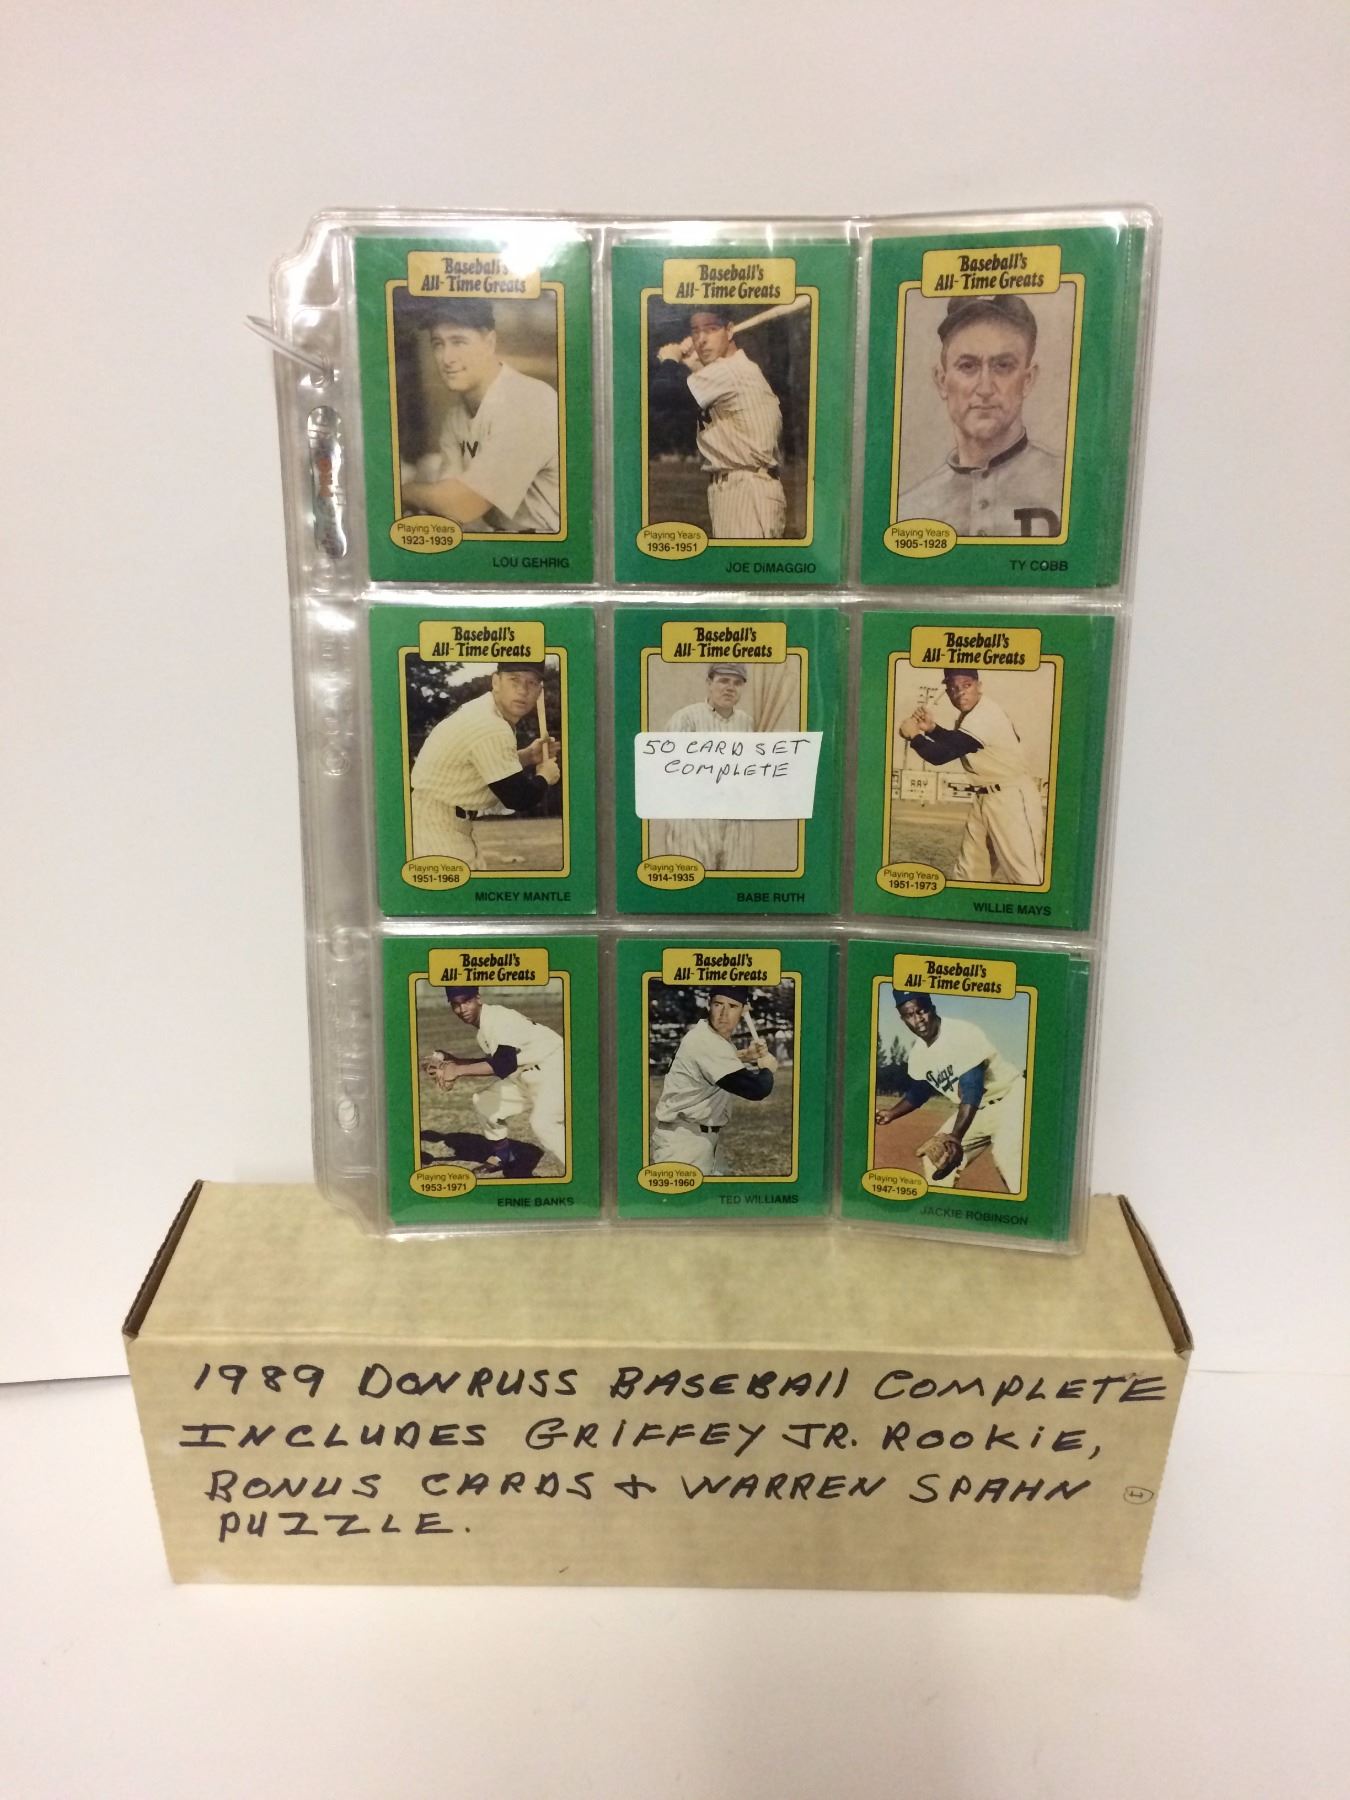 Baseball's
All-Time Greats
Playing Years
1923-1939
LOU GEHRIG
Baseball's
All-Time Greats
Playing Years
1936-1951
JOE DiMAGGIO
Baseball's
All-Time Greats
Playing Years
1905-1928
TY COBB
Baseball's
All-Time Greats
Playing Years
1951-1968
MICKEY MANTLE
Baseball's
All-Time Greats
50 CARD SET
COMPLETE
Playing Years
1914-1935
BABE RUTH
Baseball's
All-Time Greats
RAY
Playing Years
1951-1973
WILLIE MAYS
Baseball's
All-Time Greats
Playing Years
1953-1971
ERNIE BANKS
Baseball's
All-Time Greats
Playing Years
1939-1960
TED WILLIAMS
Baseball's
All-Time Greats
Playing Years
1947-1956
JACKIE ROBINSON
1989 DONRUSS BASEBAll COMPLETE
INCLUDES GRIFFEY JR. ROOKiE,
BONUS CARDS & WARREN SPAHN
PUZZLE.